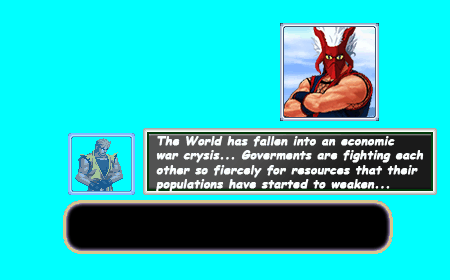 The World has fallen into an economic
war crysis... Goverments are fighting each
other so fiercely for resources that their
populations have started to weaken...